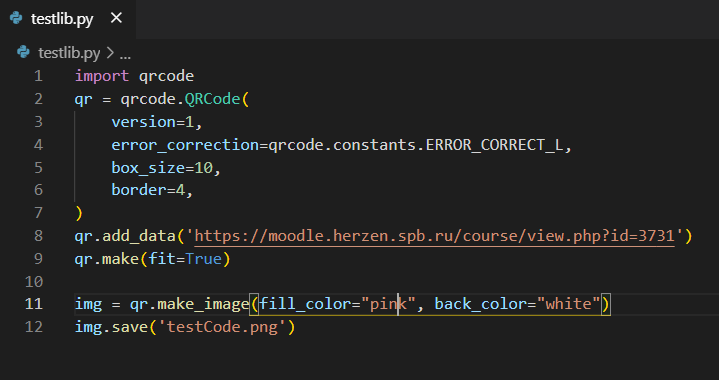 testlib.py
testlib.py > ...
1 import qrcode
2 qr = qrcode.QRCode(
3     version=1,
4     error_correction=qrcode.constants.ERROR_CORRECT_L,
5     box_size=10,
6     border=4,
7 )
8 qr.add_data('https://moodle.herzen.spb.ru/course/view.php?id=3731')
9 qr.make(fit=True)
10
11 img = qr.make_image(fill_color="pink", back_color="white")
12 img.save('testCode.png')